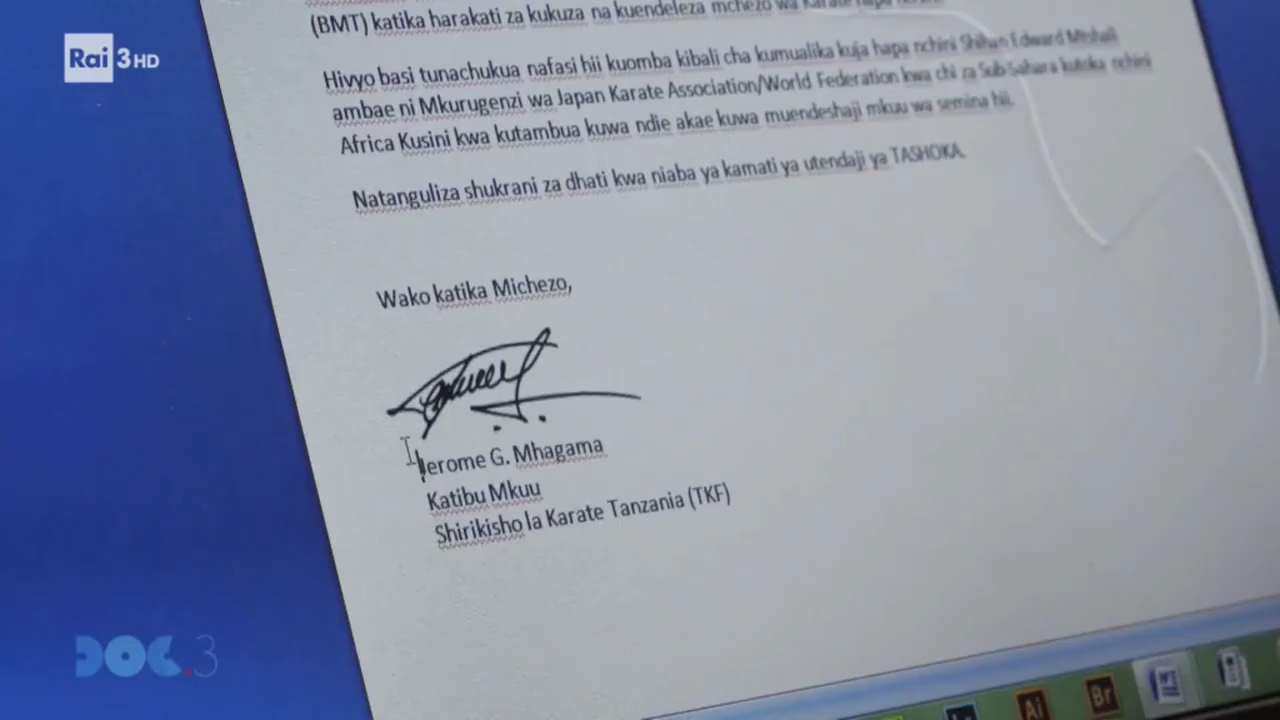 Rai 3HD
(BMT) katika harakati za kukuza na kuendeleza mchezo wa Karate hapa
Hivyo basi tunachukua nafasi hii kuomba kibali cha kumualika kuja hapa nchini Shihan Edward
ambae ni Mkurugenzi wa Japan Karate Association/World Federation kwa chi za Sub-Sahara kutoka nchini
Africa Kusini kwa kutambua kuwa ndie akae kuwa muendeshaji mkuu wa semina hii.
Natanguliza shukrani za dhati kwa niaba ya kamati ya utendaji ya TASHOKA.
Wako katika Michezo,
Jerome G. Mhagama
Katibu Mkuu
Shirikisho la Karate Tanzania (TKF)
DOC.3
Ai
Br